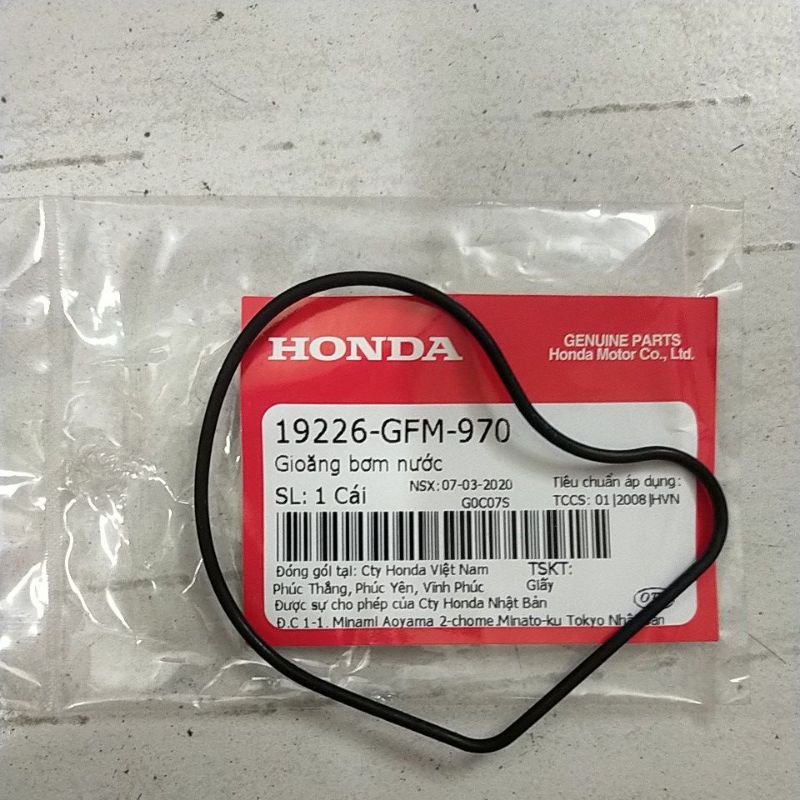 HONDA
GENUINE PARTS
Honda Motor Co., Ltd.
19226-GFM-970
Gioăng bơm nước
SL: 1 Cái
NSX: 07-03-2020
G0C07S
Tiêu chuẩn áp dụng:
TCCS: 01|2008|HVN
Đóng gói tại: Cty Honda Việt Nam
Phúc Thắng, Phúc Yên, Vĩnh Phúc
TSKT:
Giấy
Được sự cho phép của Cty Honda Nhật Bản
Đ.C 1-1. Minami Aoyama 2-chome.Minato-ku Tokyo Nhật Bản